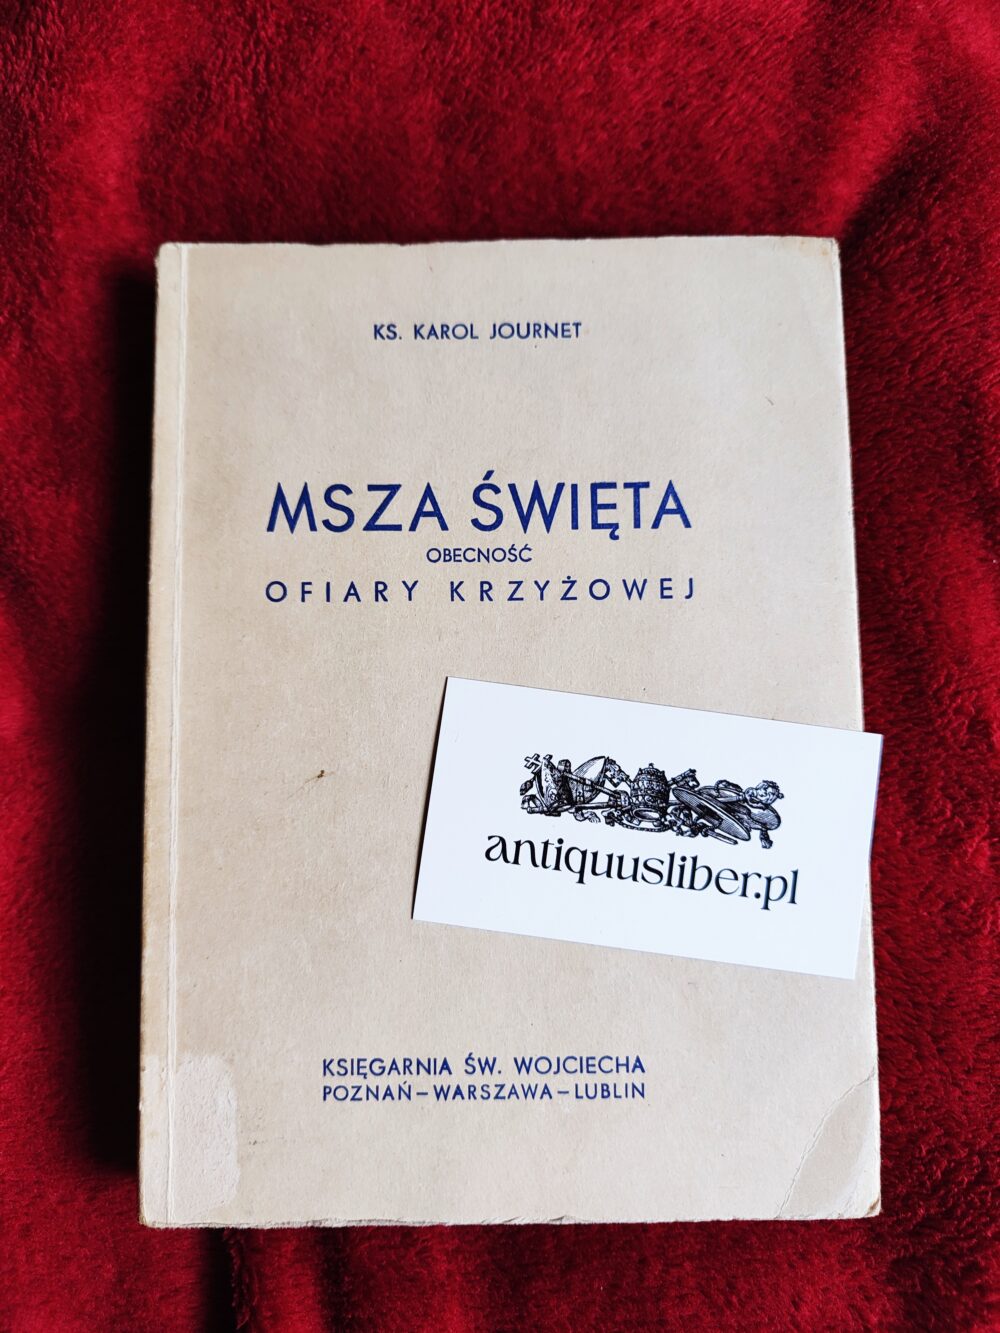 KS. KAROL JOURNET
MSZA ŚWIĘTA
OBECNOŚĆ
OFIARY KRZYŻOWEJ
antiquusliber.pl
KSIĘGARNIA ŚW. WOJCIECHA
POZNAŃ–WARSZAWA–LUBLIN